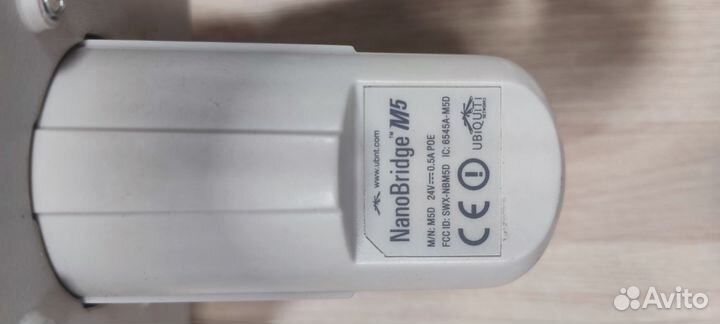 www.ubnt.com
NanoBridge™ M5
M/N: M5D 24V⎓0.5A POE
FCC ID: SWX-NBM5D IC: 6545A-M5D
CE
UBIQUITI
NETWORKS
Avito